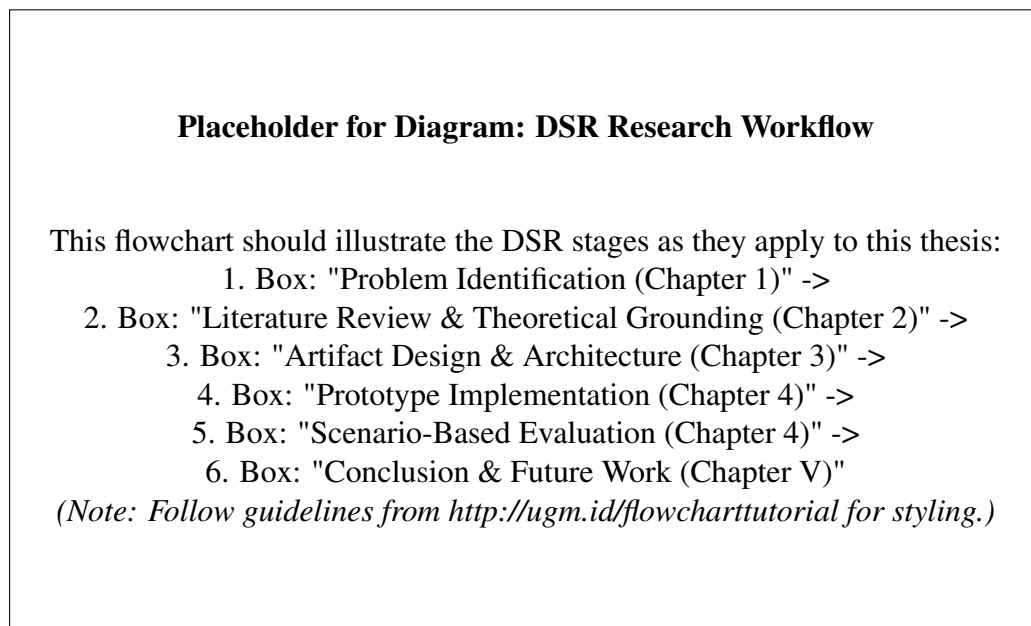 Placeholder for Diagram: DSR Research Workflow
This flowchart should illustrate the DSR stages as they apply to this thesis:
1. Box: "Problem Identification (Chapter 1)" ->
2. Box: "Literature Review & Theoretical Grounding (Chapter 2)" ->
3. Box: "Artifact Design & Architecture (Chapter 3)" ->
4. Box: "Prototype Implementation (Chapter 4)" ->
5. Box: "Scenario-Based Evaluation (Chapter 4)" ->
6. Box: "Conclusion & Future Work (Chapter V)"
(Note: Follow guidelines from http://ugm.id/flowcharttutorial for styling.)